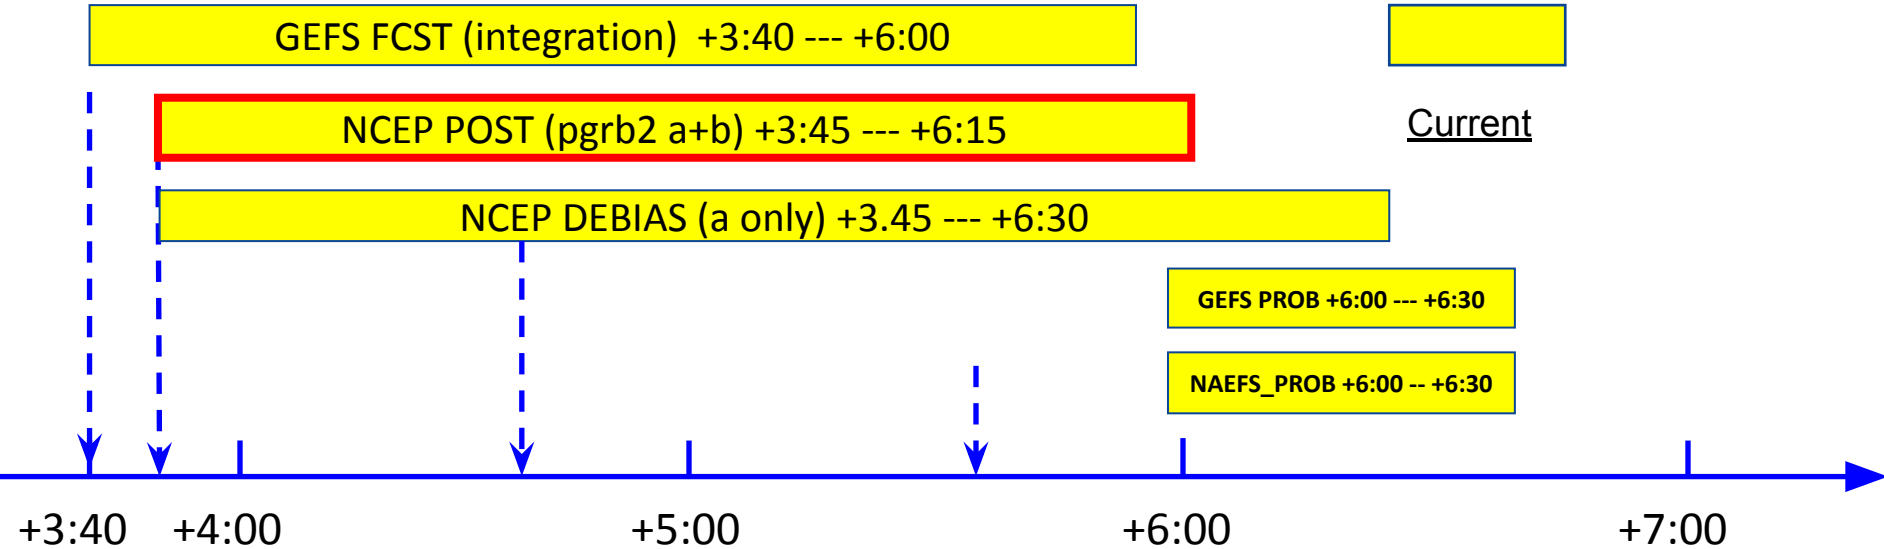 GEFS FCST (integration)  +3:40 --- +6:00
NCEP POST (pgrb2 a+b) +3:45 --- +6:15
Current
NCEP DEBIAS (a only) +3.45 --- +6:30
GEFS PROB +6:00 --- +6:30
NAEFS_PROB +6:00 -- +6:30
+3:40 +4:00 +5:00 +6:00 +7:00